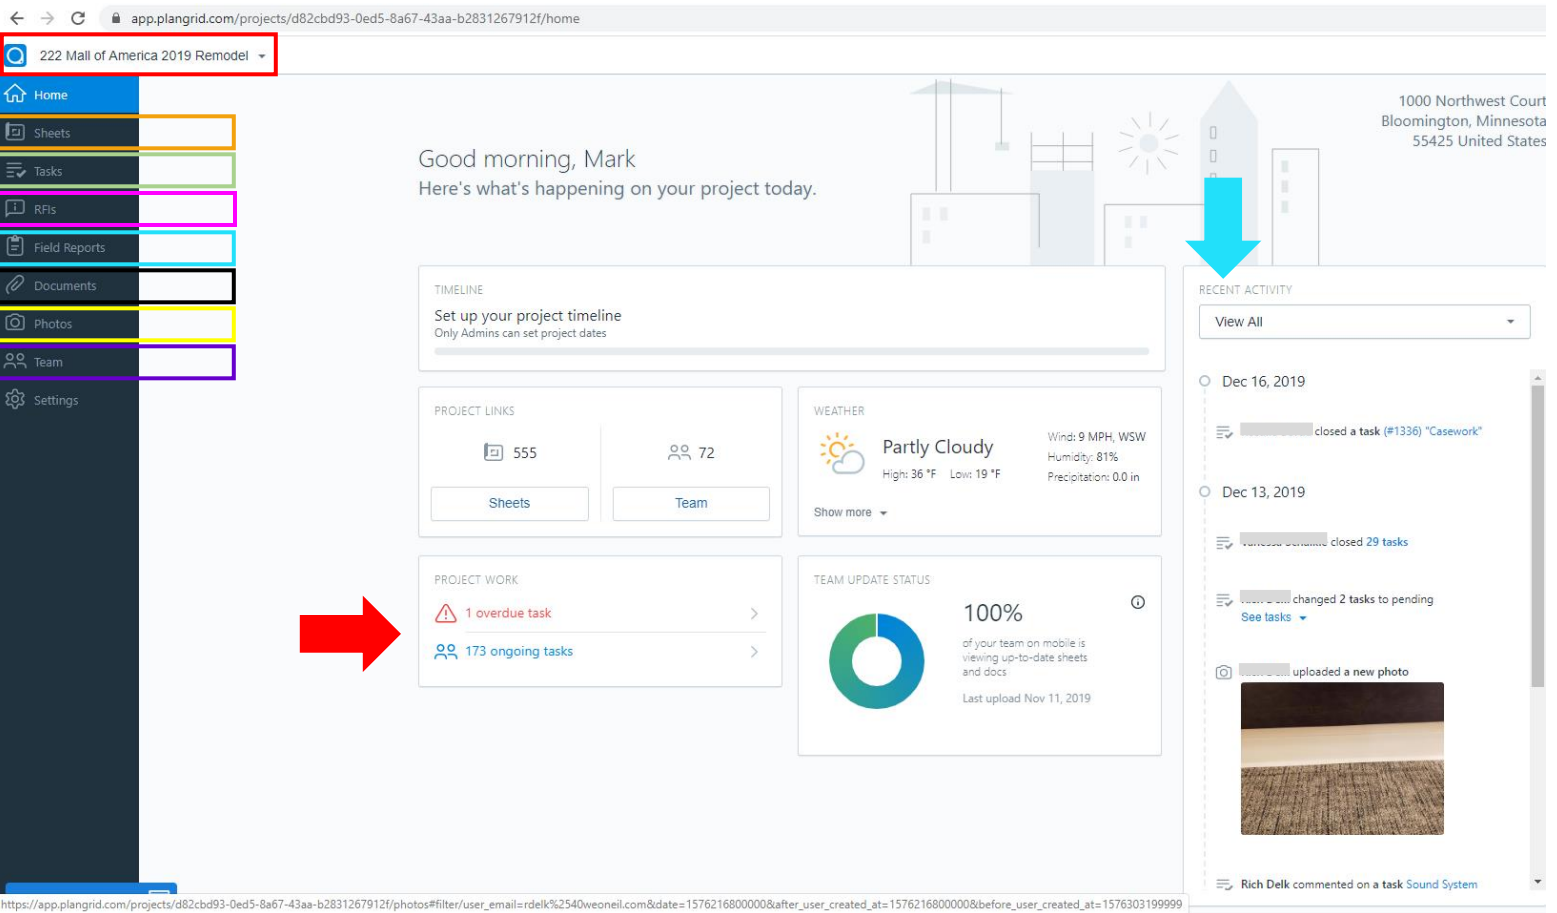 app.plangrid.com/projects/d82cbd93-0ed5-8a67-43aa-b2831267912f/home
222 Mall of America 2019 Remodel
Home
Sheets
Tasks
RFIs
Field Reports
Documents
Photos
Team
Settings
Good morning, Mark
Here's what's happening on your project today.
1000 Northwest Court
Bloomington, Minnesota
55425 United States
TIMELINE
Set up your project timeline
Only Admins can set project dates
PROJECT LINKS
555
72
Sheets
Team
WEATHER
Partly Cloudy
High: 36 °F Low: 19 °F
Wind: 9 MPH, WSW
Humidity: 81%
Precipitation: 0.0 in
Show more
PROJECT WORK
1 overdue task
173 ongoing tasks
TEAM UPDATE STATUS
100%
of your team on mobile is
viewing up-to-date sheets
and docs
Last upload Nov 11, 2019
RECENT ACTIVITY
View All
Dec 16, 2019
closed a task (#1336) "Casework"
Dec 13, 2019
closed 29 tasks
changed 2 tasks to pending
See tasks
uploaded a new photo
Rich Delk commented on a task Sound System
https://app.plangrid.com/projects/d82cbd93-0ed5-8a67-43aa-b2831267912f/photos#filter/user_email=rdelk%2540weoneil.com&date=1576216800000&after_user_created_at=1576216800000&before_user_created_at=1576303199999